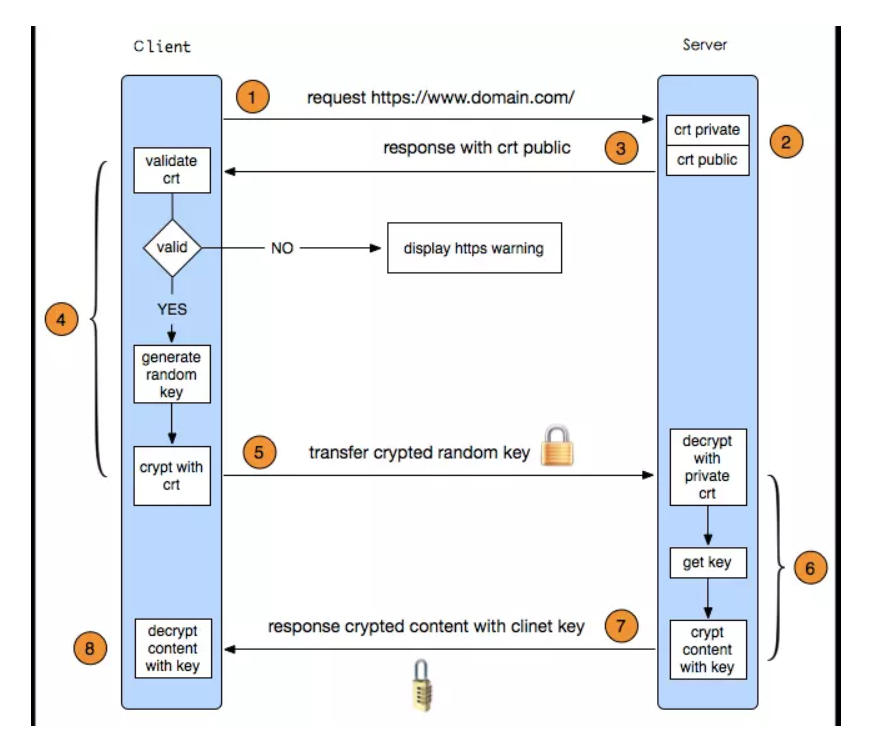 Client
Server
1
request https://www.domain.com/
crt private
2
response with crt public
3
crt public
validate
crt
valid
NO
display https warning
4
YES
generate
random
key
5
transfer crypted random key
crypt with
crt
decrypt
with
private
crt
get key
6
response crypted content with clinet key
7
8
decrypt
content
with key
crypt
content
with key